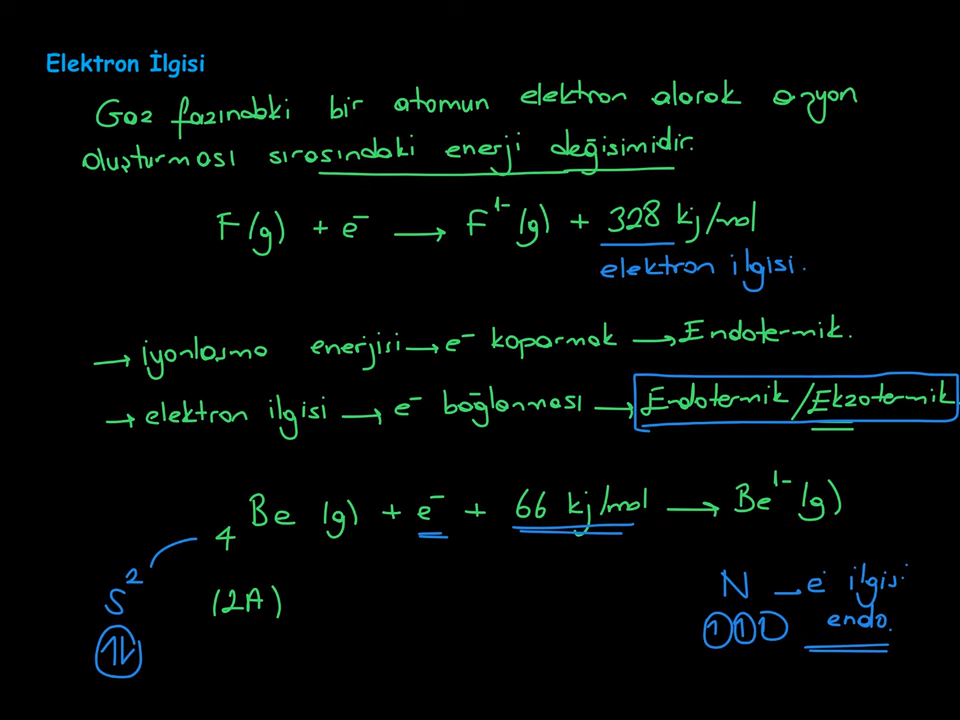 Elektron İlgisi
Gaz fazındaki bir atomun elektron alarak anyon
oluşturması sırasındaki enerji değişimidir.
F(g) + e⁻ → F¹⁻(g) + 328 kj/mol
elektron ilgisi.
→ iyonlaşma enerjisi → e⁻ koparmak → Endotermik.
→ elektron ilgisi → e⁻ bağlanması → Endotermik / Ekzotermik
₄Be (g) + e⁻ + 66 kj/mol → Be¹⁻(g)
S² (2A)
N → e⁻ ilgisi
endo.